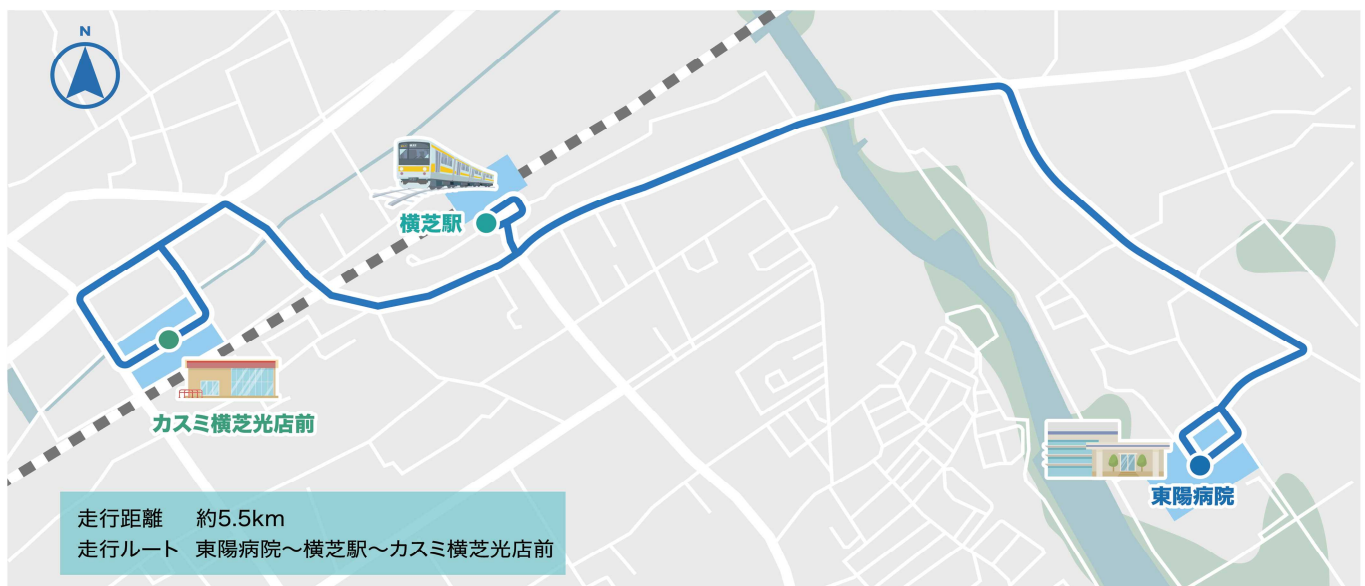 N
横芝駅
カスミ横芝光店前
東陽病院
走行距離 約5.5km
走行ルート 東陽病院～横芝駅～カスミ横芝光店前